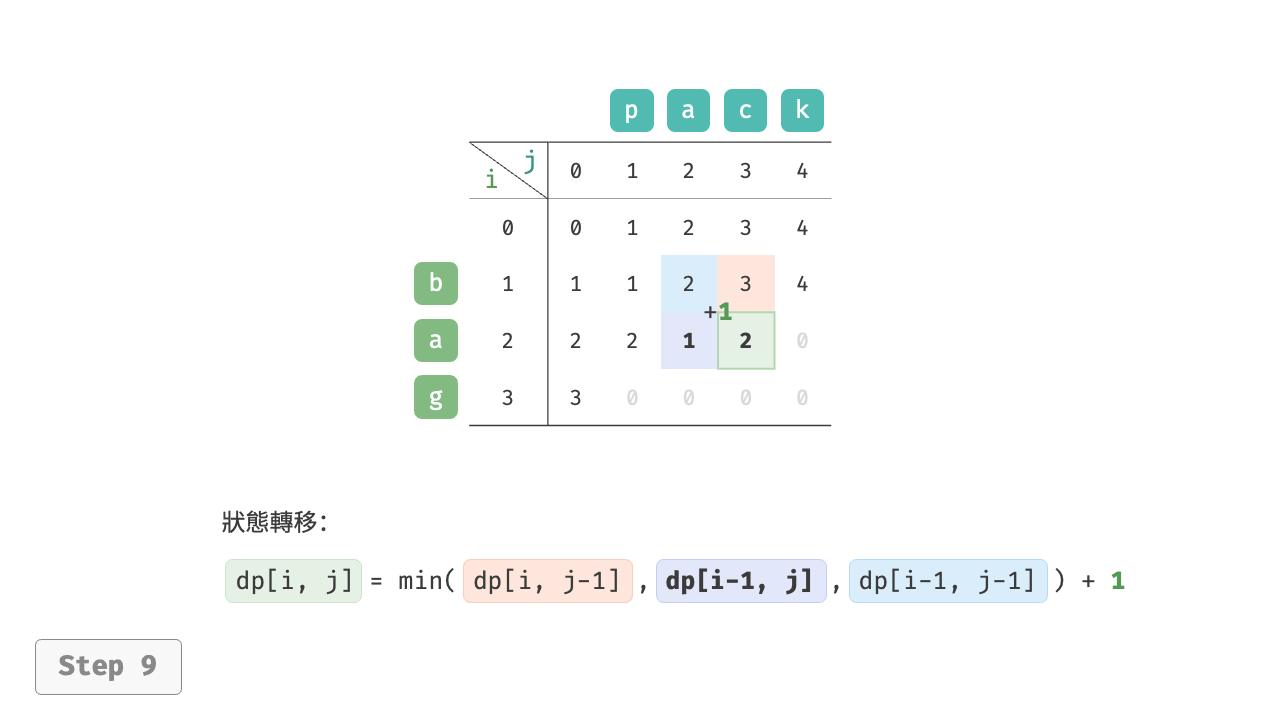 p a c k
j
i
0 1 2 3 4
0 0 1 2 3 4
b 1 1 1 2 3 4
+1
a 2 2 2 1 2 0
g 3 3 0 0 0 0
狀態轉移：
dp[i, j] = min( dp[i, j-1] , dp[i-1, j] , dp[i-1, j-1] ) + 1
Step 9